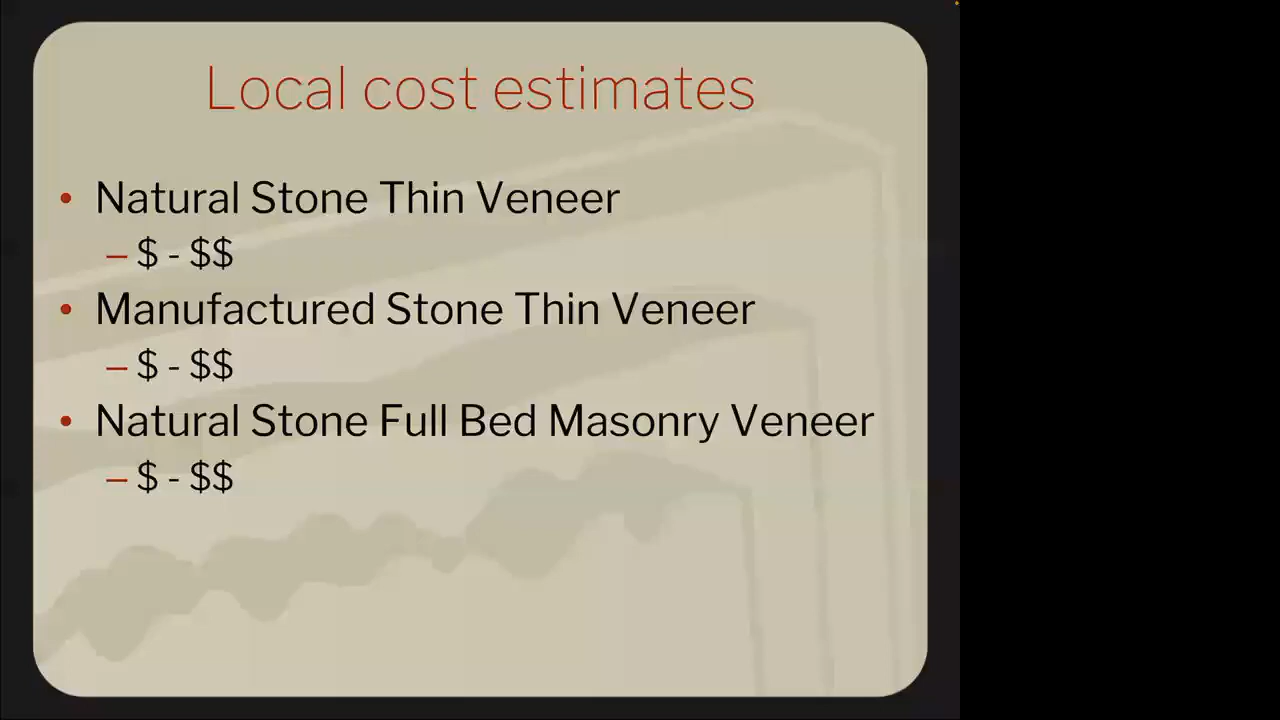 Local cost estimates
• Natural Stone Thin Veneer
– $ - $$
• Manufactured Stone Thin Veneer
– $ - $$
• Natural Stone Full Bed Masonry Veneer
– $ - $$